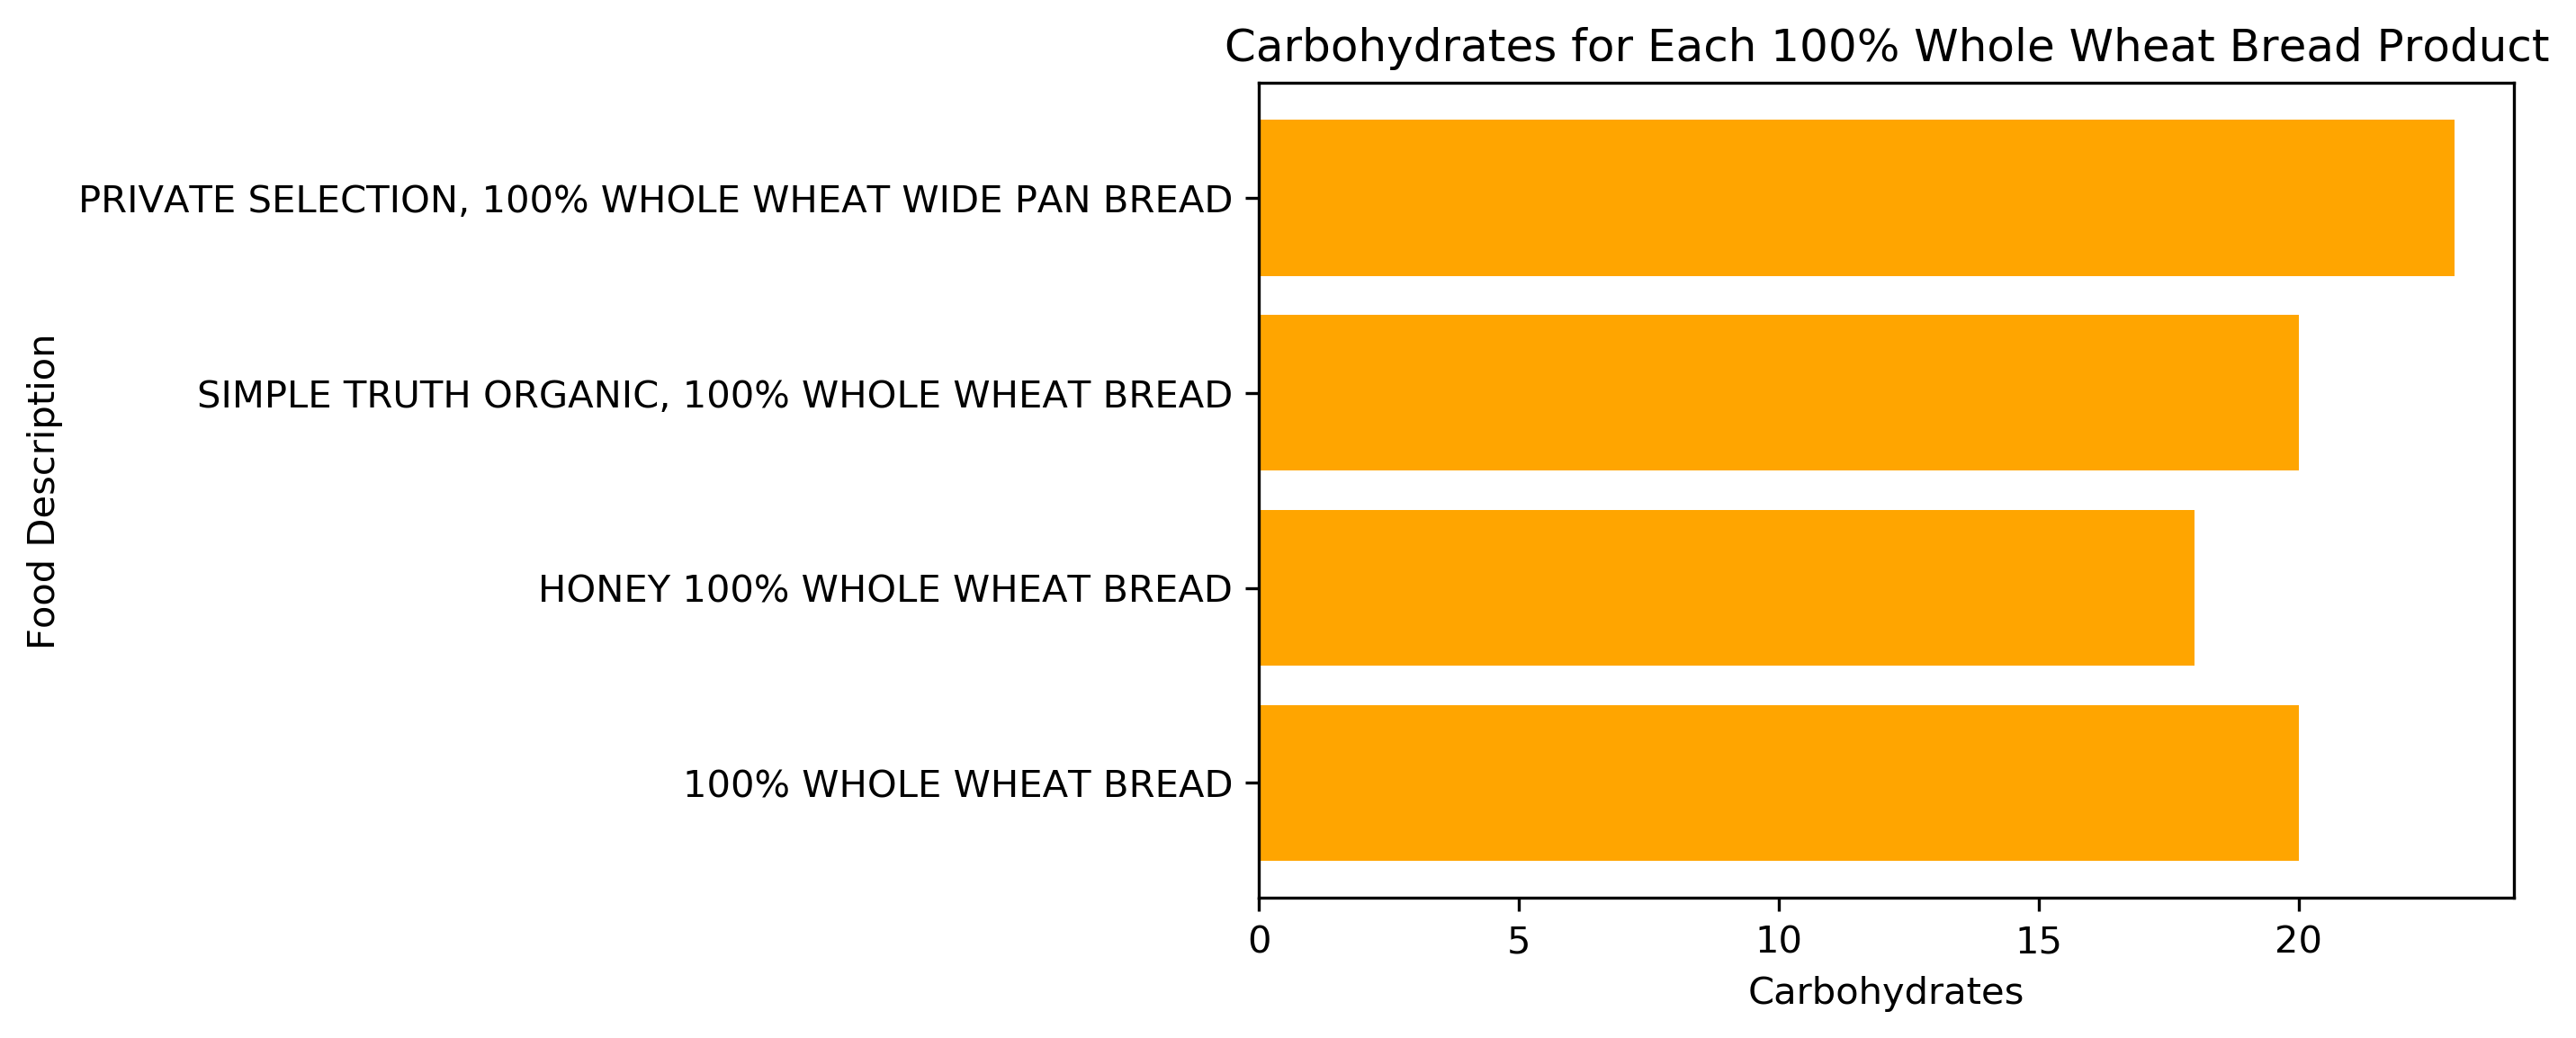 Carbohydrates for Each 100% Whole Wheat Bread Product
Food Description
PRIVATE SELECTION, 100% WHOLE WHEAT WIDE PAN BREAD
SIMPLE TRUTH ORGANIC, 100% WHOLE WHEAT BREAD
HONEY 100% WHOLE WHEAT BREAD
100% WHOLE WHEAT BREAD
0 5 10 15 20
Carbohydrates